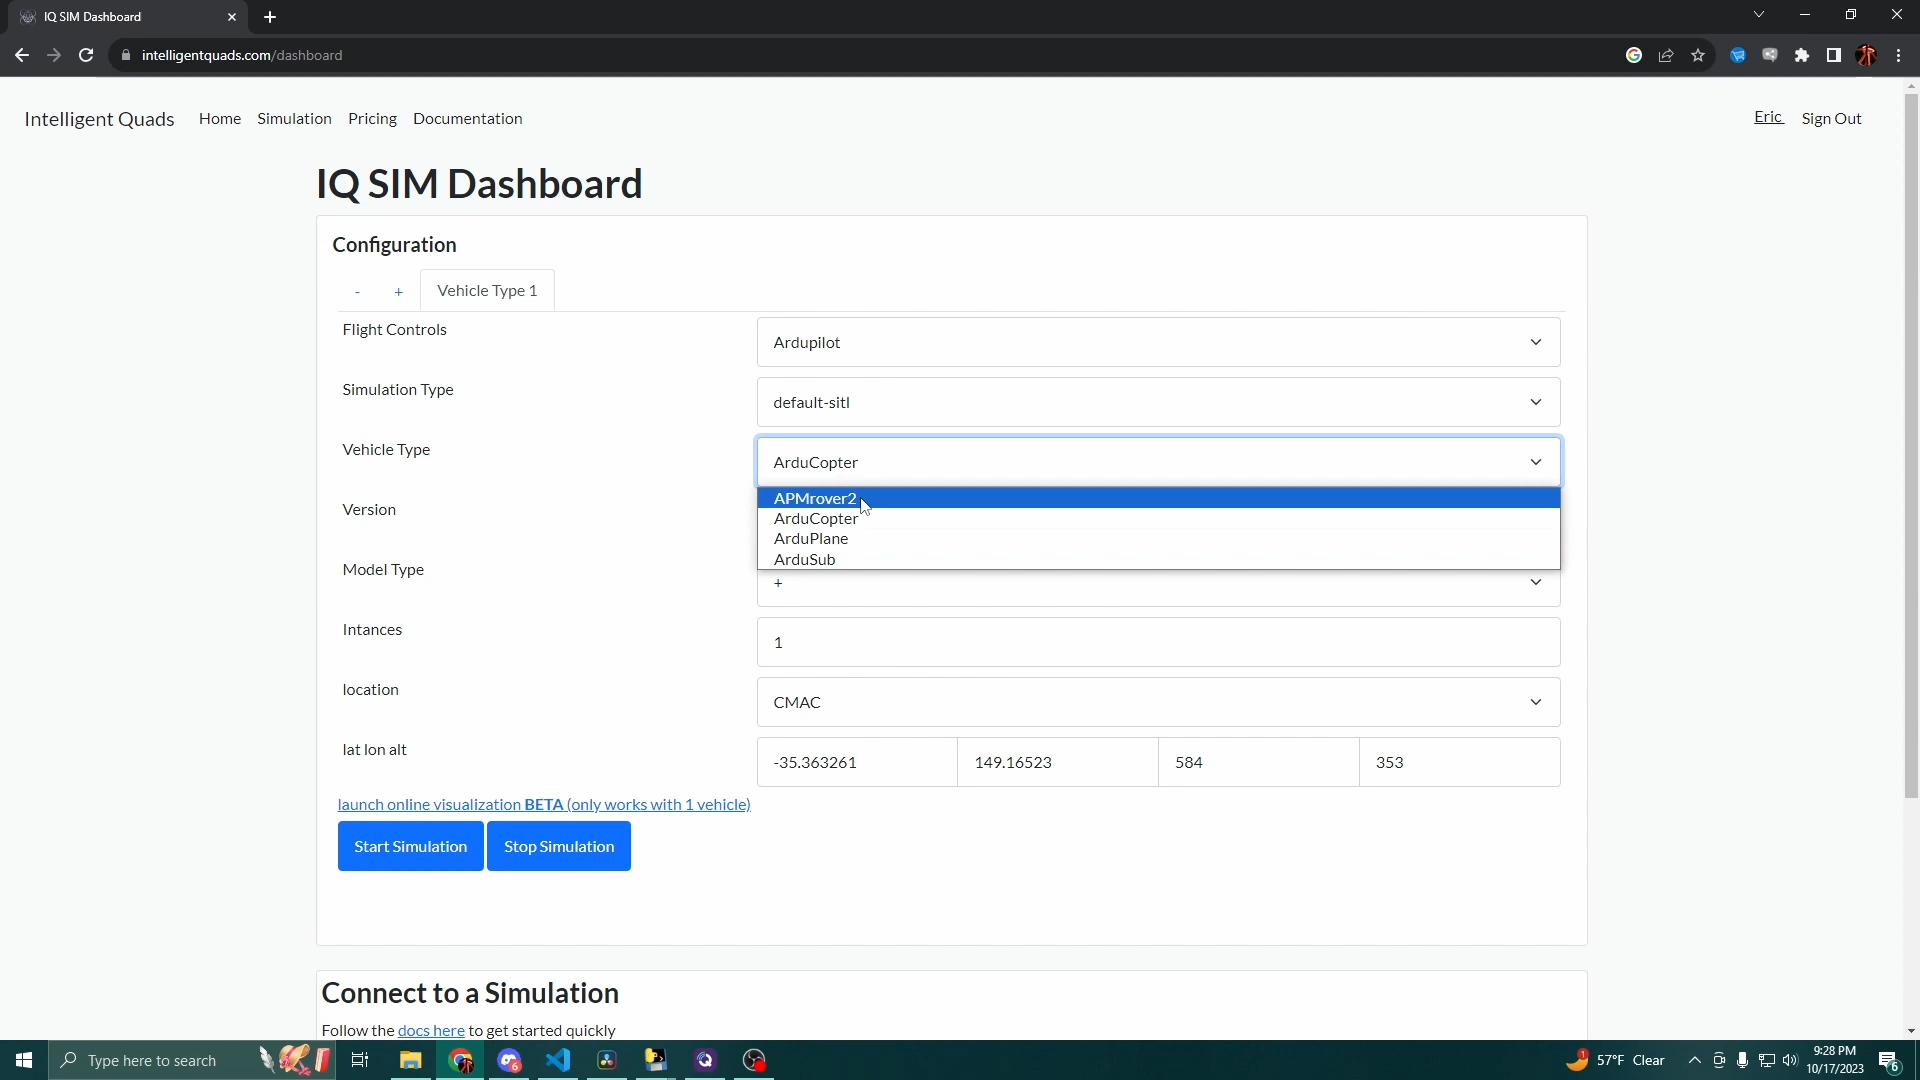 IQ SIM Dashboard
intelligentquads.com/dashboard
Intelligent Quads Home Simulation Pricing Documentation Eric Sign Out
IQ SIM Dashboard
Configuration
- + Vehicle Type 1
Flight Controls Ardupilot
Simulation Type default-sitl
Vehicle Type ArduCopter
APMrover2
Version ArduCopter
ArduPlane
ArduSub
Model Type +
Intances 1
location CMAC
lat lon alt -35.363261 149.16523 584 353
launch online visualization BETA (only works with 1 vehicle)
Start Simulation Stop Simulation
Connect to a Simulation
Follow the docs here to get started quickly
Type here to search 6 57°F Clear 9:28 PM
10/17/2023 6